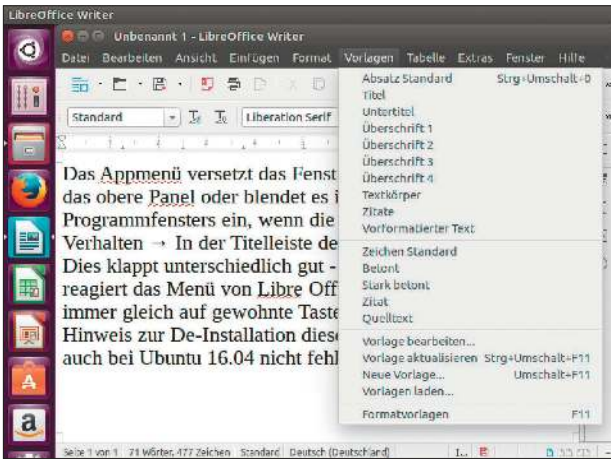 LibreOffice Writer
Unbenannt 1 - LibreOffice Writer
Datei Bearbeiten Ansicht Einfügen Format Vorlagen Tabelle Extras Fenster Hilfe
Standard Liberation Serif
Das Appmenü versetzt das Fenst
das obere Panel oder blendet es i
Programmfensters ein, wenn die
Verhalten → In der Titelleiste de
Dies klappt unterschiedlich gut -
reagiert das Menü von Libre Off
immer gleich auf gewohnte Taste
Hinweis zur De-Installation diese
auch bei Ubuntu 16.04 nicht fehl
Absatz Standard Strg+Umschalt+0
Titel
Untertitel
Überschrift 1
Überschrift 2
Überschrift 3
Überschrift 4
Textkörper
Zitate
Vorformatierter Text
Zeichen Standard
Betont
Stark betont
Zitat
Quelltext
Vorlage bearbeiten...
Vorlage aktualisieren Strg+Umschalt+F11
Neue Vorlage... Umschalt+F11
Vorlagen laden...
Formatvorlagen F11
Seite 1 von 1 71 Wörter, 477 Zeichen Standard Deutsch (Deutschland)